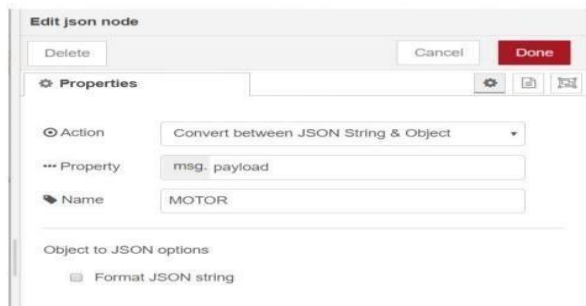 Edit json node
Delete Cancel Done
Properties
Action Convert between JSON String & Object
Property msg. payload
Name MOTOR
Object to JSON options
Format JSON string